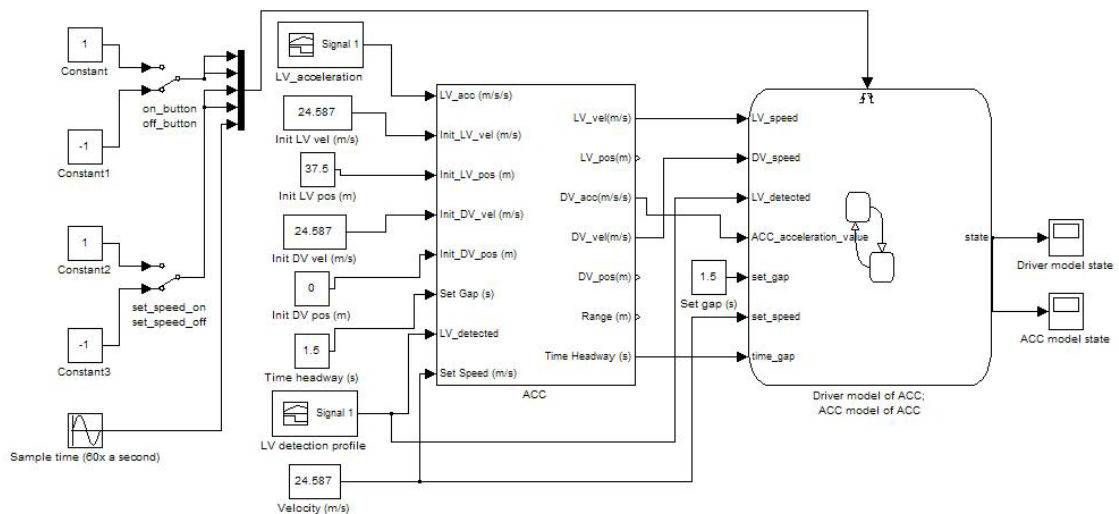 1
Constant
-1
Constant1
on_button
off_button
1
Constant2
-1
Constant3
set_speed_on
set_speed_off
Sample time (60x a second)
Signal 1
LV_acceleration
24.587
Init LV vel (m/s)
37.5
Init LV pos (m)
24.587
Init DV vel (m/s)
0
Init DV pos (m)
1.5
Time headway (s)
Signal 1
LV detection profile
24.587
Velocity (m/s)
LV_acc (m/s/s)
Init_LV_vel (m/s)
Init_LV_pos (m)
Init_DV_vel (m/s)
Init_DV_pos (m)
Set Gap (s)
LV_detected
Set Speed (m/s)
LV_vel(m/s)
LV_pos(m)
DV_acc(m/s/s)
DV_vel(m/s)
DV_pos(m)
Range (m)
Time Headway (s)
ACC
1.5
Set gap (s)
LV_speed
DV_speed
LV_detected
ACC_acceleration_value
set_gap
set_speed
time_gap
state
Driver model of ACC;
ACC model of ACC
Driver model state
ACC model state